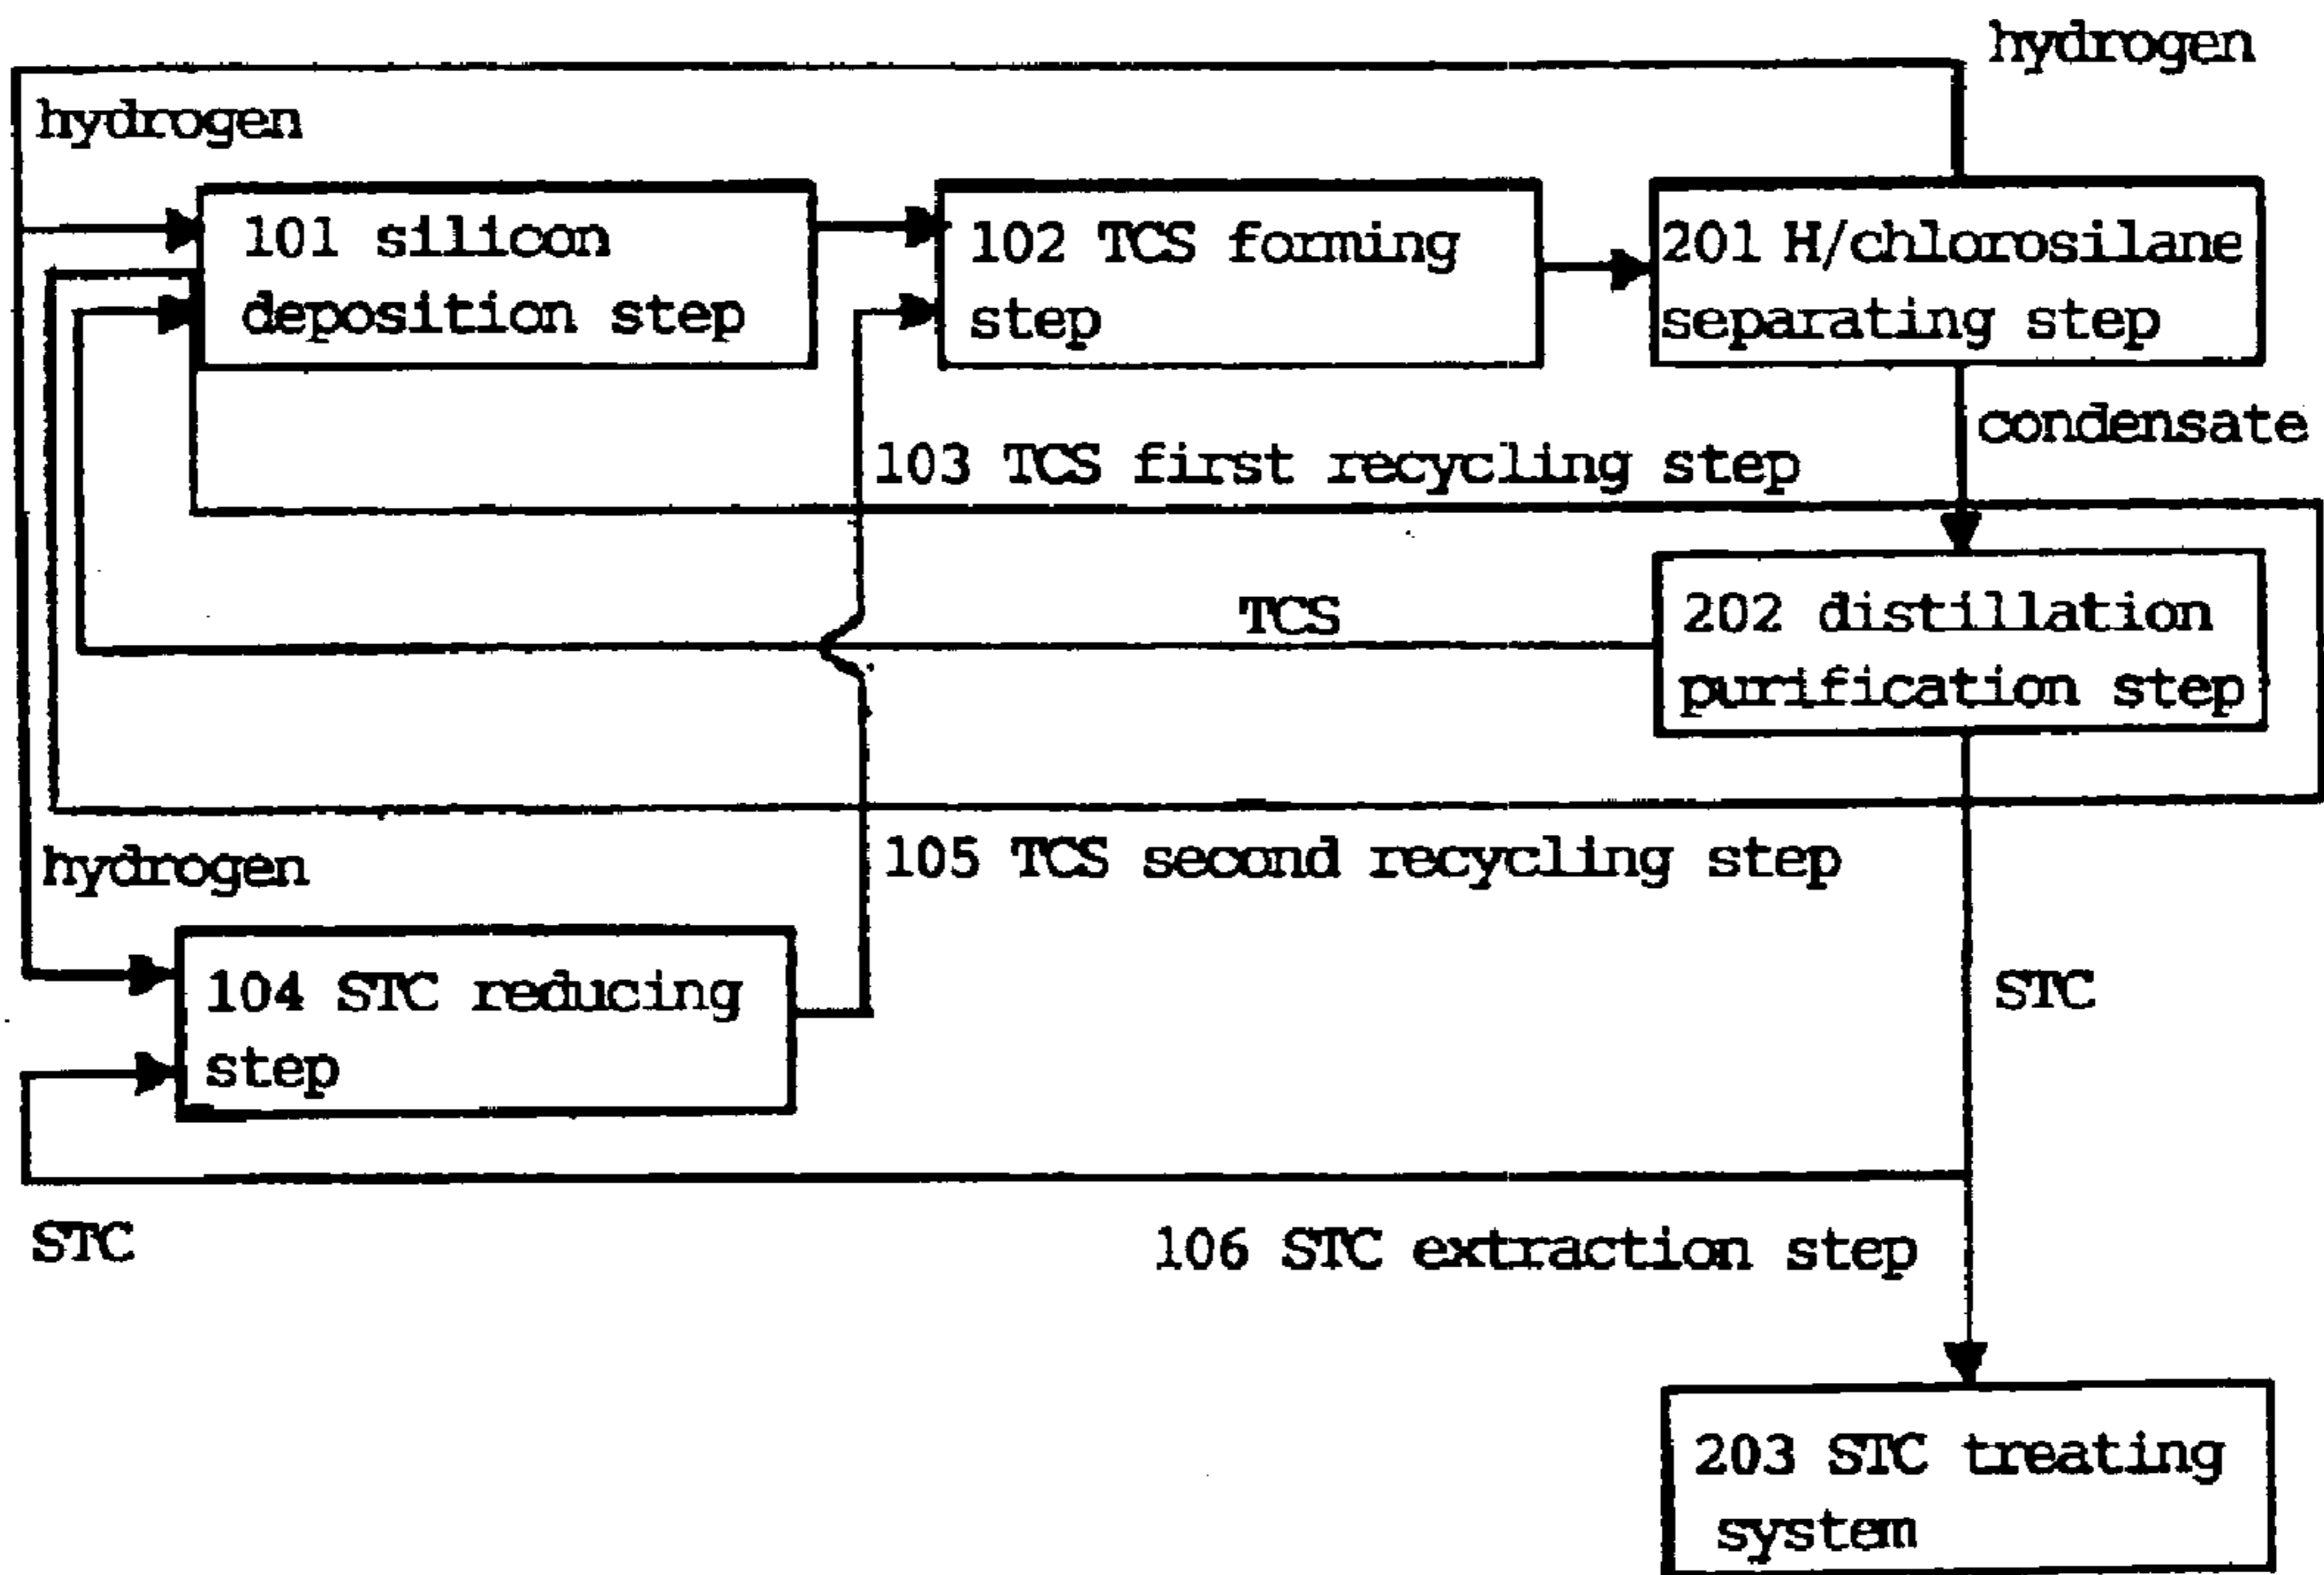 hydrogen
hydrogen
101 silicon
deposition step
102 TCS forming
step
201 H/chlorosilane
separating step
condensate
103 TCS first recycling step
TCS
202 distillation
purification step
105 TCS second recycling step
hydrogen
104 STC reducing
step
STC
STC
106 STC extraction step
203 STC treating
system